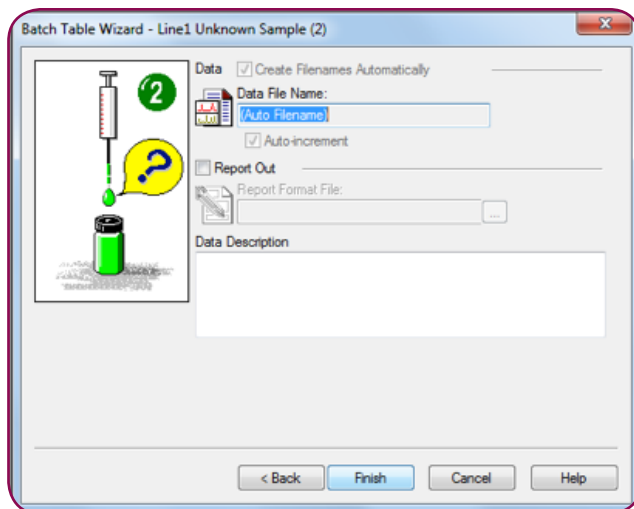 Batch Table Wizard - Line1 Unknown Sample (2)
2
?
Data Create Filenames Automatically
Data File Name:
(Auto Filename)
Auto-increment
Report Out
Report Format File:
...
Data Description
< Back Finish Cancel Help